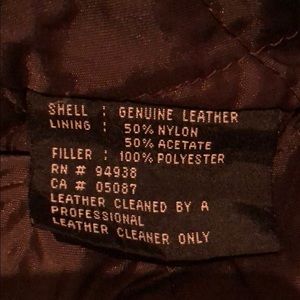 SHELL : GENUINE LEATHER
LINING : 50% NYLON
50% ACETATE
FILLER : 100% POLYESTER
RN # 94938
CA # 05087
LEATHER CLEANED BY A
PROFESSIONAL
LEATHER CLEANER ONLY